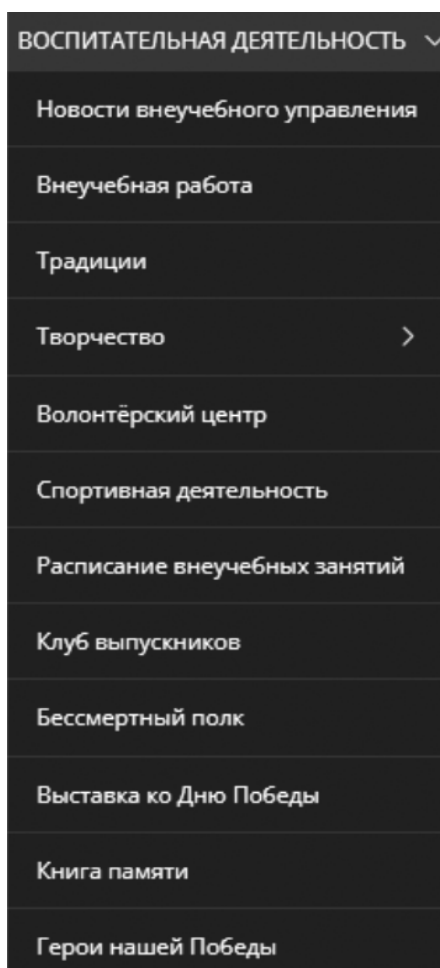 ВОСПИТАТЕЛЬНАЯ ДЕЯТЕЛЬНОСТЬ
Новости внеучебного управления
Внеучебная работа
Традиции
Творчество
Волонтёрский центр
Спортивная деятельность
Расписание внеучебных занятий
Клуб выпускников
Бессмертный полк
Выставка ко Дню Победы
Книга памяти
Герои нашей Победы